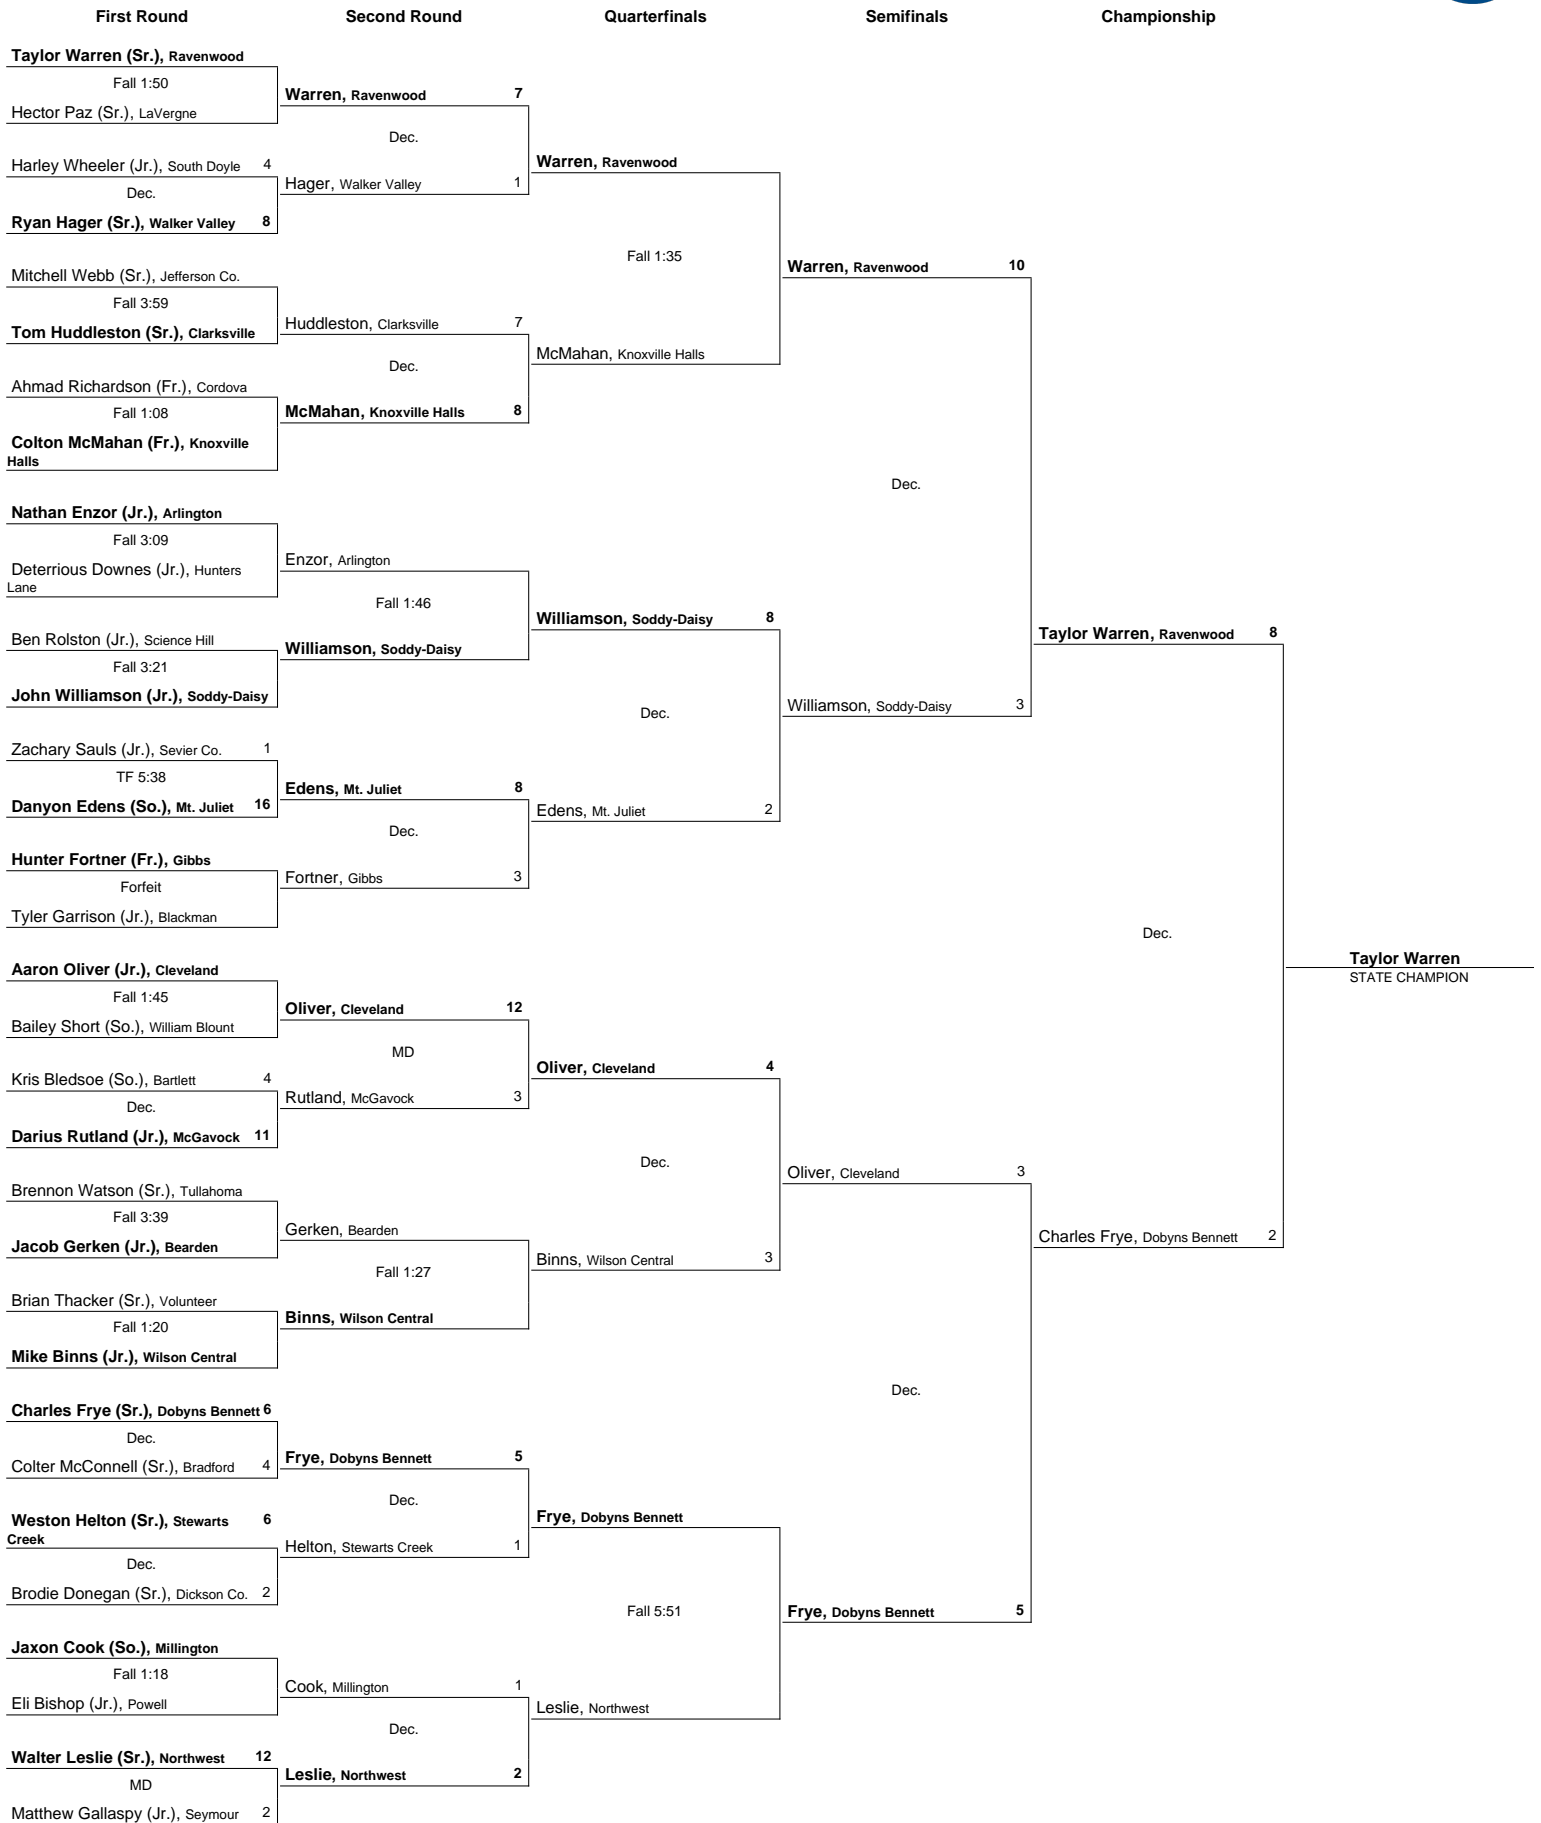 First Round Second Round Quarterfinals Semifinals Championship
Taylor Warren (Sr.), Ravenwood
Fall 1:50
Hector Paz (Sr.), LaVergne
Harley Wheeler (Jr.), South Doyle 4
Dec.
Ryan Hager (Sr.), Walker Valley 8
Mitchell Webb (Sr.), Jefferson Co.
Fall 3:59
Tom Huddleston (Sr.), Clarksville
Ahmad Richardson (Fr.), Cordova
Fall 1:08
Colton McMahan (Fr.), Knoxville
Halls
Nathan Enzor (Jr.), Arlington
Fall 3:09
Deterrious Downes (Jr.), Hunters
Lane
Ben Rolston (Jr.), Science Hill
Fall 3:21
John Williamson (Jr.), Soddy-Daisy
Zachary Sauls (Jr.), Sevier Co. 1
TF 5:38
Danyon Edens (So.), Mt. Juliet 16
Hunter Fortner (Fr.), Gibbs
Forfeit
Tyler Garrison (Jr.), Blackman
Aaron Oliver (Jr.), Cleveland
Fall 1:45
Bailey Short (So.), William Blount
Kris Bledsoe (So.), Bartlett 4
Dec.
Darius Rutland (Jr.), McGavock 11
Brennon Watson (Sr.), Tullahoma
Fall 3:39
Jacob Gerken (Jr.), Bearden
Brian Thacker (Sr.), Volunteer
Fall 1:20
Mike Binns (Jr.), Wilson Central
Charles Frye (Sr.), Dobyns Bennett 6
Dec.
Colter McConnell (Sr.), Bradford 4
Weston Helton (Sr.), Stewarts 6
Creek
Dec.
Brodie Donegan (Sr.), Dickson Co. 2
Jaxon Cook (So.), Millington
Fall 1:18
Eli Bishop (Jr.), Powell
Walter Leslie (Sr.), Northwest 12
MD
Matthew Gallaspy (Jr.), Seymour 2
Warren, Ravenwood 7
Dec.
Hager, Walker Valley 1
Huddleston, Clarksville 7
Dec.
McMahan, Knoxville Halls 8
Enzor, Arlington
Fall 1:46
Williamson, Soddy-Daisy
Edens, Mt. Juliet 8
Dec.
Fortner, Gibbs 3
Oliver, Cleveland 12
MD
Rutland, McGavock 3
Gerken, Bearden
Fall 1:27
Binns, Wilson Central
Frye, Dobyns Bennett 5
Dec.
Helton, Stewarts Creek 1
Cook, Millington 1
Dec.
Leslie, Northwest 2
Warren, Ravenwood
Fall 1:35
McMahan, Knoxville Halls
Williamson, Soddy-Daisy 8
Dec.
Edens, Mt. Juliet 2
Oliver, Cleveland 4
Dec.
Binns, Wilson Central 3
Frye, Dobyns Bennett
Fall 5:51
Leslie, Northwest
Warren, Ravenwood 10
Dec.
Williamson, Soddy-Daisy 3
Oliver, Cleveland 3
Dec.
Frye, Dobyns Bennett 5
Taylor Warren, Ravenwood 8
Dec.
Charles Frye, Dobyns Bennett 2
Taylor Warren
STATE CHAMPION